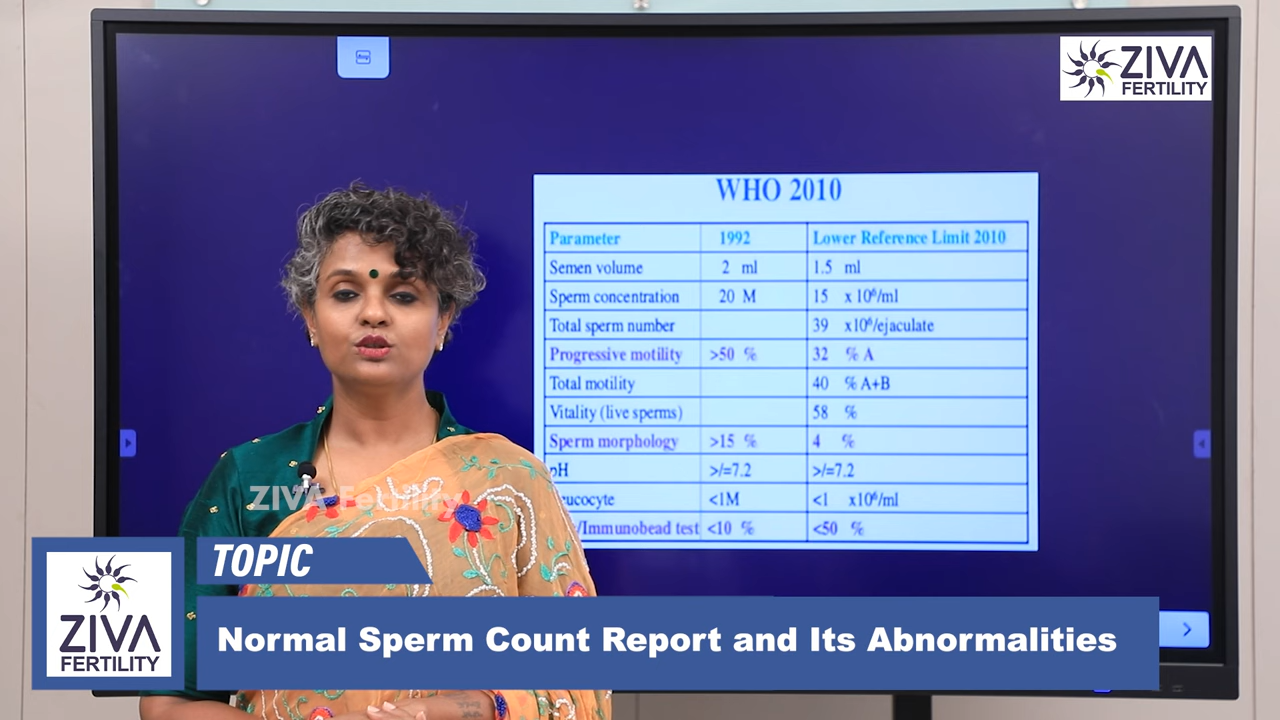 ZIVA
FERTILITY
WHO 2010
Parameter 1992 Lower Reference Limit 2010
Semen volume 2 ml 1.5 ml
Sperm concentration 20 M 15 x 10⁶/ml
Total sperm number 39 x10⁶/ejaculate
Progressive motility >50 % 32 % A
Total motility 40 % A+B
Vitality (live sperms) 58 %
Sperm morphology >15 % 4 %
pH >/=7.2 >/=7.2
eucocyte <1M <1 x10⁶/ml
/Immunobead test <10 % <50 %
ZIVA Fertility
TOPIC
ZIVA
FERTILITY
Normal Sperm Count Report and Its Abnormalities